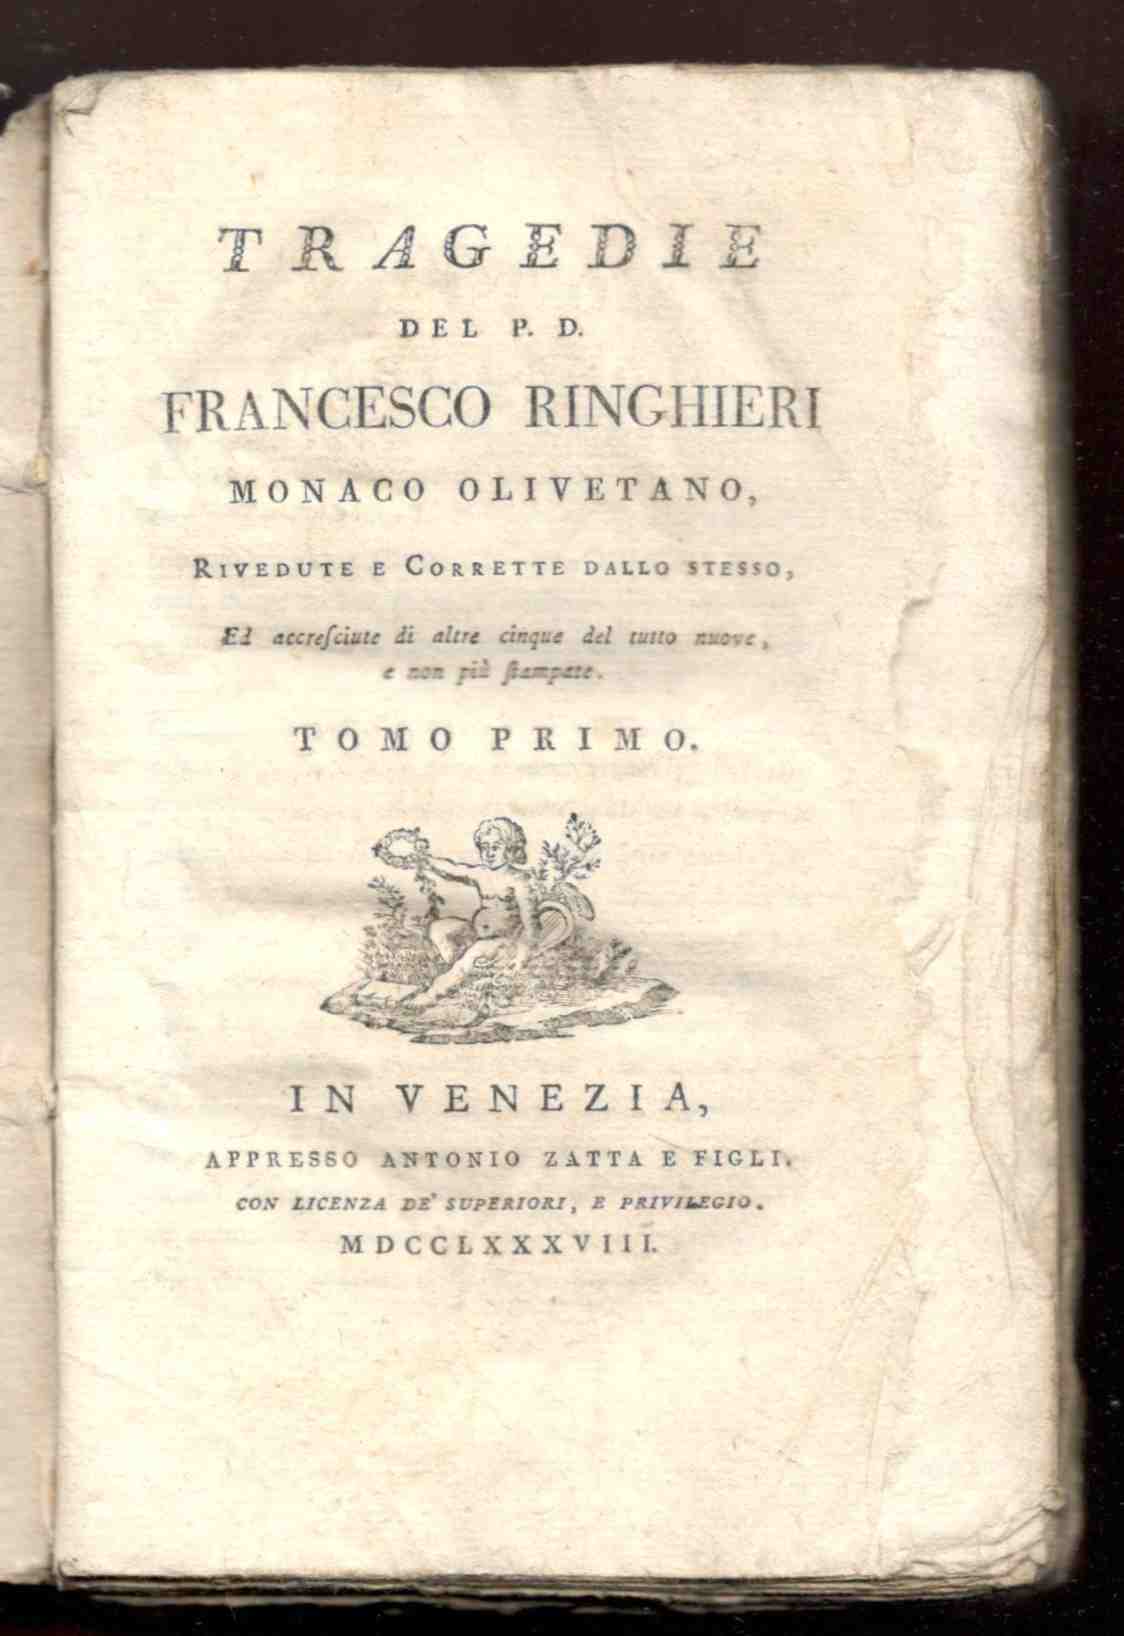 TRAGEDIE
DEL P. D.
FRANCESCO RINGHIERI
MONACO OLIVETANO,
RIVEDUTE E CORRETTE DALLO STESSO,
Ed accreſciute di altre cinque del tutto nuove,
e non più ſtampate.
TOMO PRIMO.
IN VENEZIA,
APPRESSO ANTONIO ZATTA E FIGLI.
CON LICENZA DE' SUPERIORI, E PRIVILEGIO.
MDCCLXXXVIII.